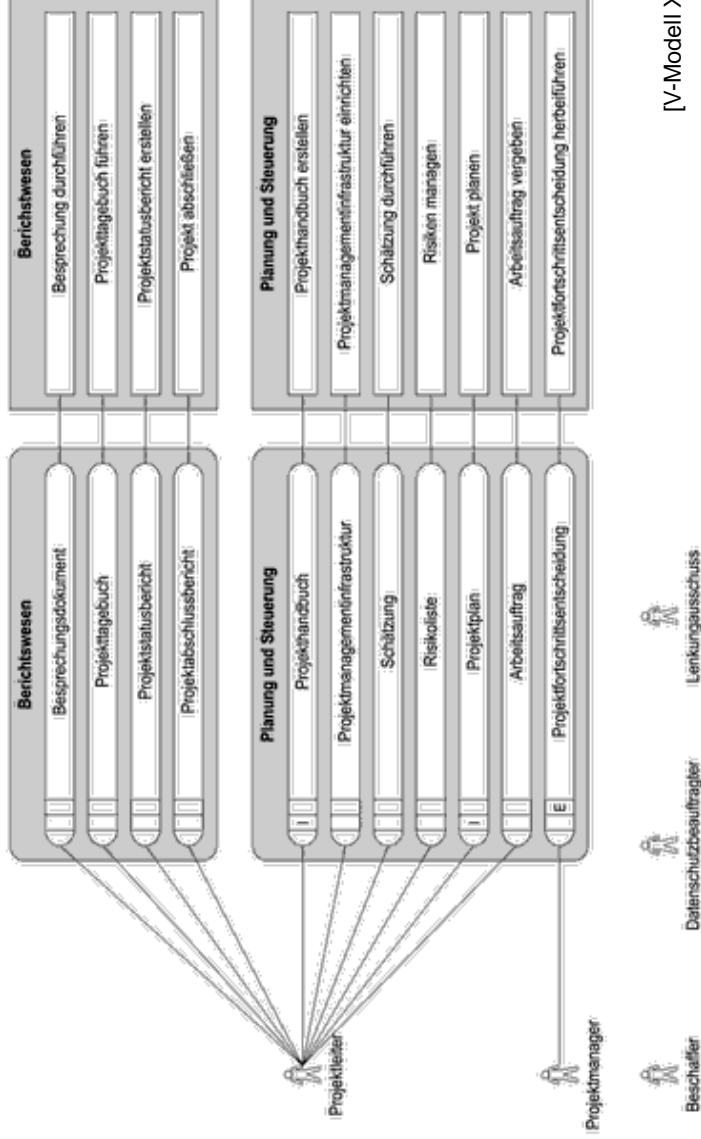 Berichtswesen
Besprechungsdokument
Projekttagebuch
Projektstatusbericht
Projektabschlussbericht
Berichstwesen
Besprechung durchführen
Projekttagebuch führen
Projektstatusbericht erstellen
Projekt abschließen
Projektleiter
Planung und Steuerung
I
Projekthandbuch
Projektmanagementinfrastruktur
Schätzung
Risikoliste
I
Projektplan
Arbeitsauftrag
E
Projektfortschrittsentscheidung
Planung und Steuerung
Projekthandbuch erstellen
Projektmanagementinfrastruktur einrichten
Schätzung durchführen
Risiken managen
Projekt planen
Arbeitsauftrag vergeben
Projektfortschrittsentscheidung herbeiführen
Projektmanager
Beschaffer
Datenschutzbeauftragter
Lenkungausschuss
[V-Modell X